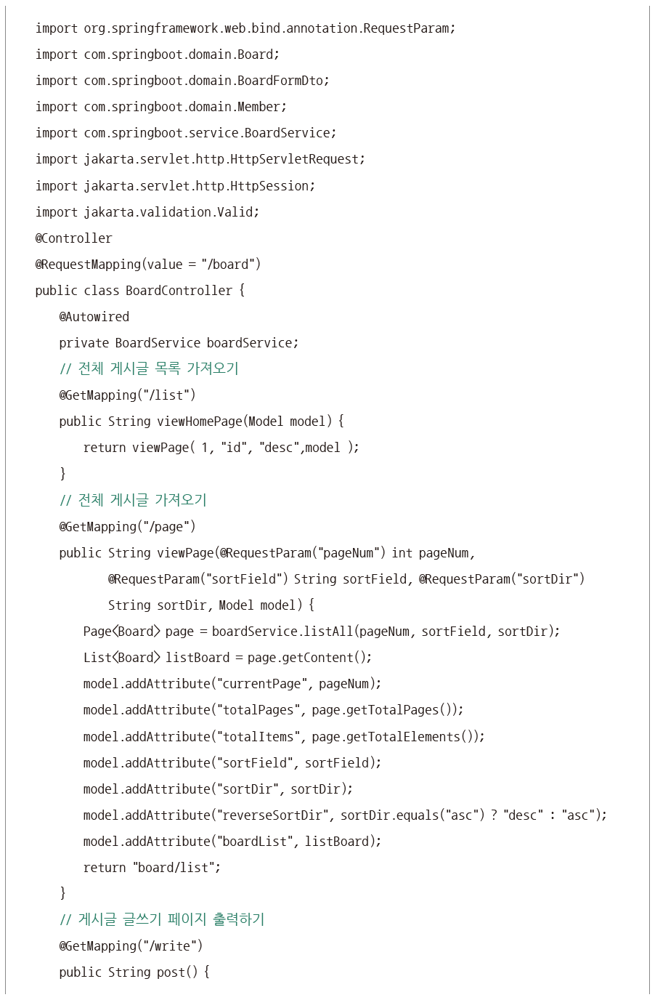 import org.springframework.web.bind.annotation.RequestParam;
import com.springboot.domain.Board;
import com.springboot.domain.BoardFormDto;
import com.springboot.domain.Member;
import com.springboot.service.BoardService;
import jakarta.servlet.http.HttpServletRequest;
import jakarta.servlet.http.HttpSession;
import jakarta.validation.Valid;
@Controller
@RequestMapping(value = "/board")
public class BoardController {
@Autowired
private BoardService boardService;
// 전체 게시글 목록 가져오기
@GetMapping("/list")
public String viewHomePage(Model model) {
return viewPage( 1, "id", "desc",model );
}
// 전체 게시글 가져오기
@GetMapping("/page")
public String viewPage(@RequestParam("pageNum") int pageNum,
@RequestParam("sortField") String sortField, @RequestParam("sortDir")
String sortDir, Model model) {
Page<Board> page = boardService.listAll(pageNum, sortField, sortDir);
List<Board> listBoard = page.getContent();
model.addAttribute("currentPage", pageNum);
model.addAttribute("totalPages", page.getTotalPages());
model.addAttribute("totalItems", page.getTotalElements());
model.addAttribute("sortField", sortField);
model.addAttribute("sortDir", sortDir);
model.addAttribute("reverseSortDir", sortDir.equals("asc") ? "desc" : "asc");
model.addAttribute("boardList", listBoard);
return "board/list";
}
// 게시글 글쓰기 페이지 출력하기
@GetMapping("/write")
public String post() {